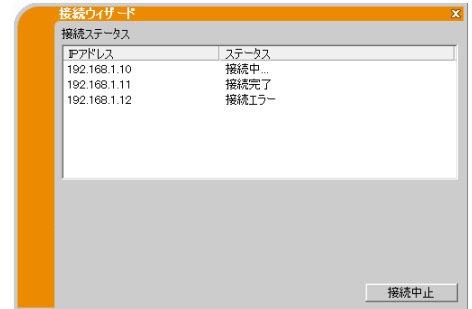 接続ウィザード x
接続ステータス
IPアドレス ステータス
192.168.1.10 接続中...
192.168.1.11 接続完了
192.168.1.12 接続エラー
接続中止